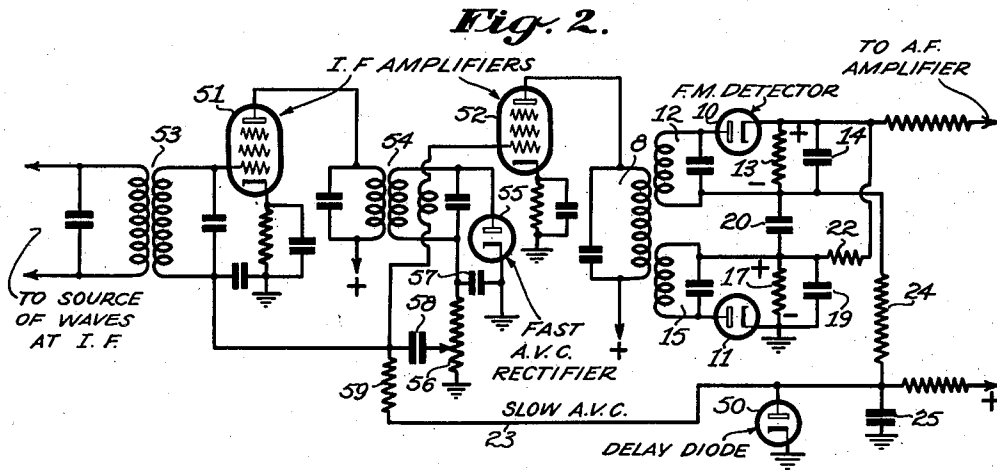 Fig. 2.
TO A.F.
AMPLIFIER
I.F AMPLIFIERS
F.M. DETECTOR
51
52
53
54
8
12
10
+
13
-
14
20
22
55
57
58
56
59
FAST
A.V.C.
RECTIFIER
TO SOURCE
OF WAVES
AT I.F.
+
+
15
11
+
17
-
19
24
SLOW A.V.C.
23
50
DELAY DIODE
25
+